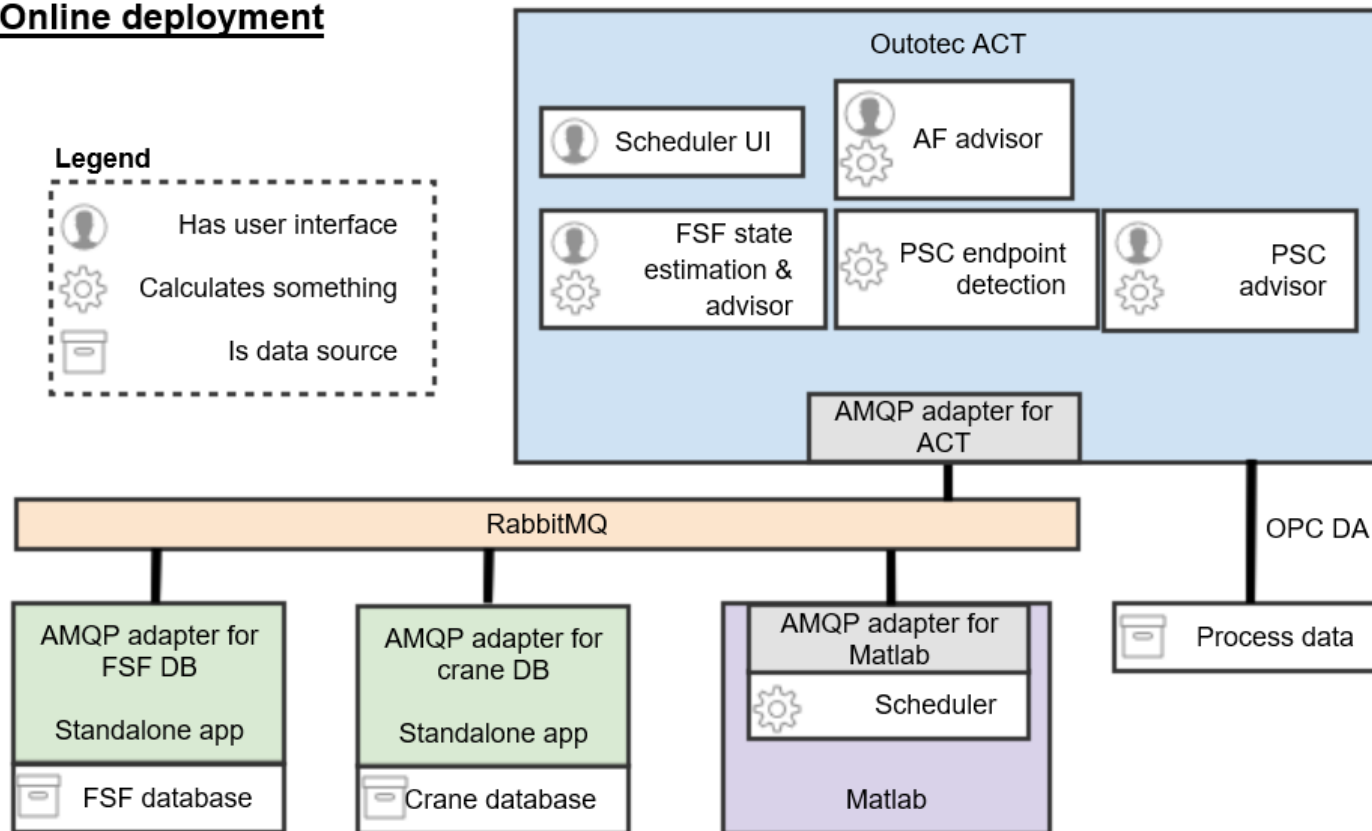 Online deployment
Outotec ACT
Scheduler UI
AF advisor
Legend
Has user interface
Calculates something
Is data source
FSF state
estimation &
advisor
PSC endpoint
detection
PSC
advisor
AMQP adapter for
ACT
RabbitMQ
OPC DA
AMQP adapter for
FSF DB
Standalone app
FSF database
AMQP adapter for
crane DB
Standalone app
Crane database
AMQP adapter for
Matlab
Scheduler
Matlab
Process data